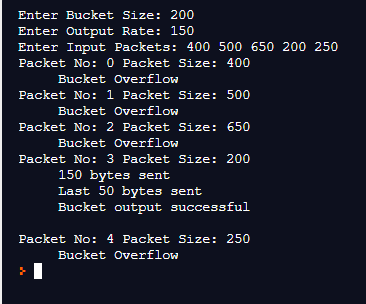 Enter Bucket Size: 200
Enter Output Rate: 150
Enter Input Packets: 400 500 650 200 250
Packet No: 0 Packet Size: 400
Bucket Overflow
Packet No: 1 Packet Size: 500
Bucket Overflow
Packet No: 2 Packet Size: 650
Bucket Overflow
Packet No: 3 Packet Size: 200
150 bytes sent
Last 50 bytes sent
Bucket output successful
Packet No: 4 Packet Size: 250
Bucket Overflow
>